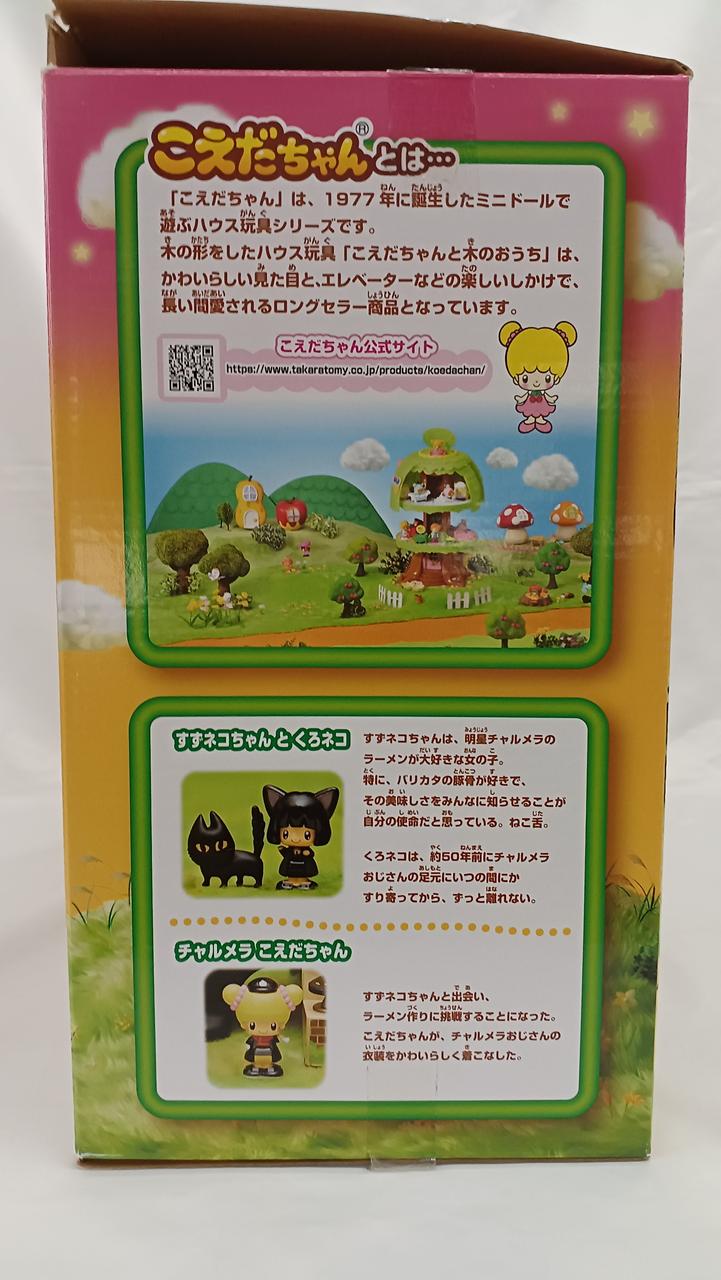 こえだちゃん®とは…
「こえだちゃん」は、1977年に誕生したミニドールで
遊ぶハウス玩具シリーズです。
木の形をしたハウス玩具「こえだちゃんと木のおうち」は、
かわいらしい見た目と、エレベーターなどの楽しいしかけで、
長い間愛されるロングセラー商品となっています。
こえだちゃん公式サイト
https://www.takaratomy.co.jp/products/koedachan/
すずネコちゃんとくろネコ
すずネコちゃんは、明星チャルメラの
ラーメンが大好きな女の子。
特に、バリカタの豚骨が好きで、
その美味しさをみんなに知らせることが
自分の使命だと思っている。ねこ舌。
くろネコは、約50年前にチャルメラ
おじさんの足元にいつの間にか
すり寄ってから、ずっと離れない。
チャルメラ こえだちゃん
すずネコちゃんと出会い、
ラーメン作りに挑戦することになった。
こえだちゃんが、チャルメラおじさんの
衣装をかわいらしく着こなした。